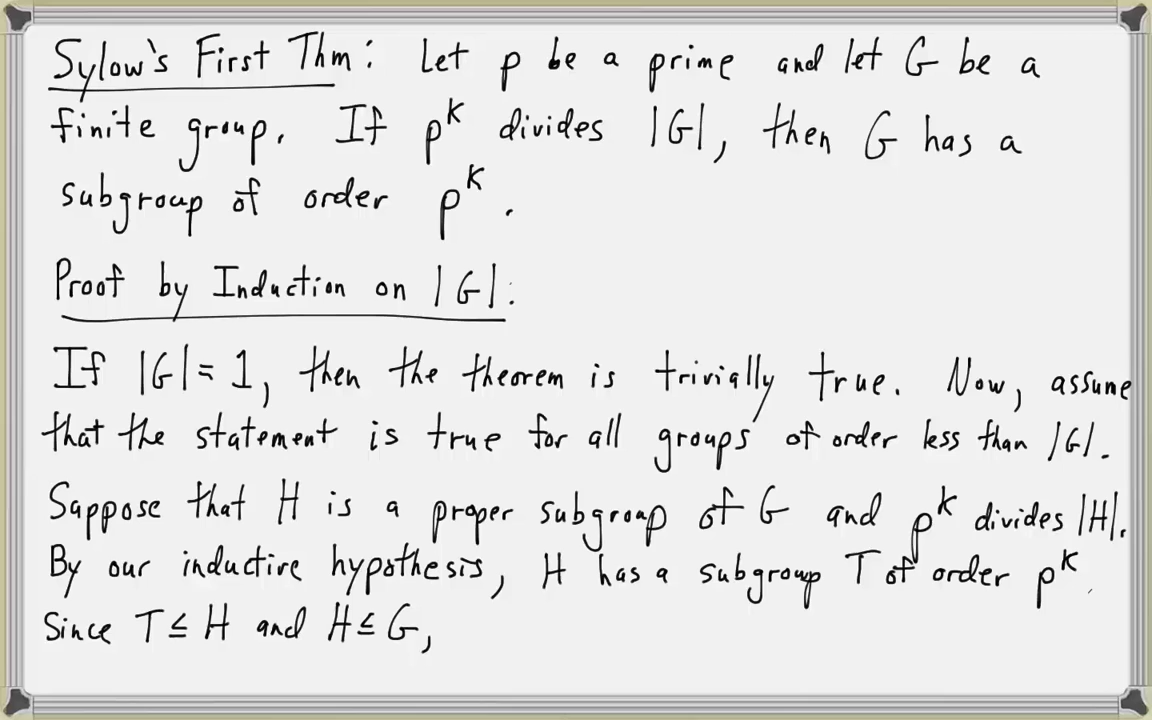 Sylow's First Thm: Let p be a prime and let G be a
finite group. If p^k divides |G|, then G has a
subgroup of order p^k.
Proof by Induction on |G|:
If |G| = 1, then the theorem is trivially true. Now, assume
that the statement is true for all groups of order less than |G|.
Suppose that H is a proper subgroup of G and p^k divides |H|.
By our inductive hypothesis, H has a subgroup T of order p^k.
Since T ≤ H and H ≤ G,